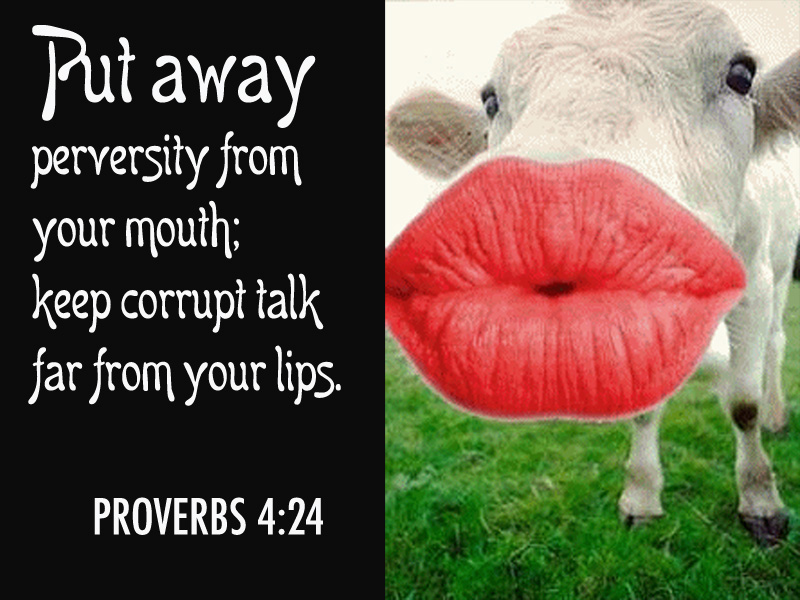 Put away
perversity from
your mouth;
keep corrupt talk
far from your lips.
PROVERBS 4:24